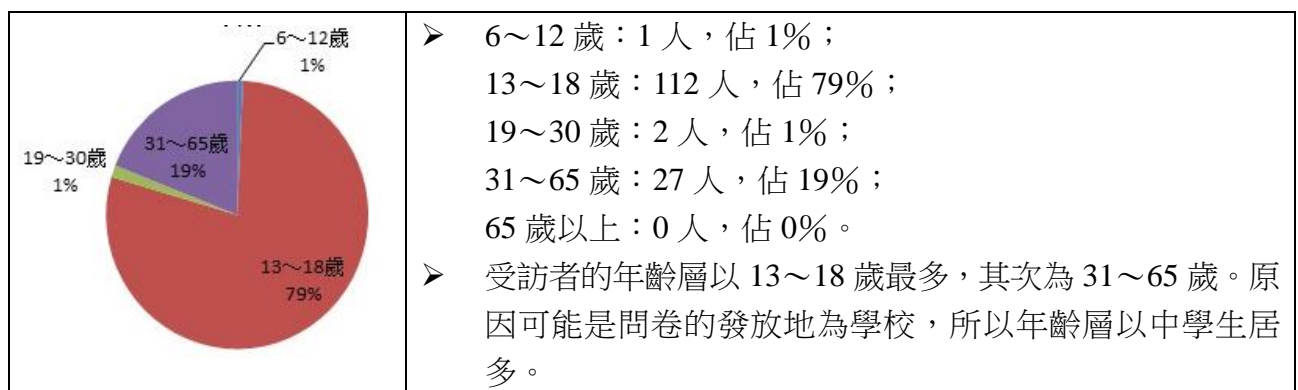 6～12歲
1%
31～65歲
19%
19～30歲
1%
13～18歲
79%
➢ 6～12 歲：1 人，佔 1％；
13～18 歲：112 人，佔 79％；
19～30 歲：2 人，佔 1％；
31～65 歲：27 人，佔 19％；
65 歲以上：0 人，佔 0％。
➢ 受訪者的年齡層以 13～18 歲最多，其次為 31～65 歲。原
因可能是問卷的發放地為學校，所以年齡層以中學生居
多。